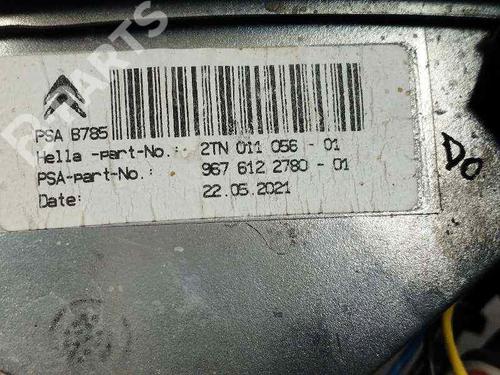 PSA B785
Hella -part-No.: 2TN 011 056 - 01
PSA-part-No.: 967 612 2780 - 01
Date: 22.05.2021
Do
PARTS